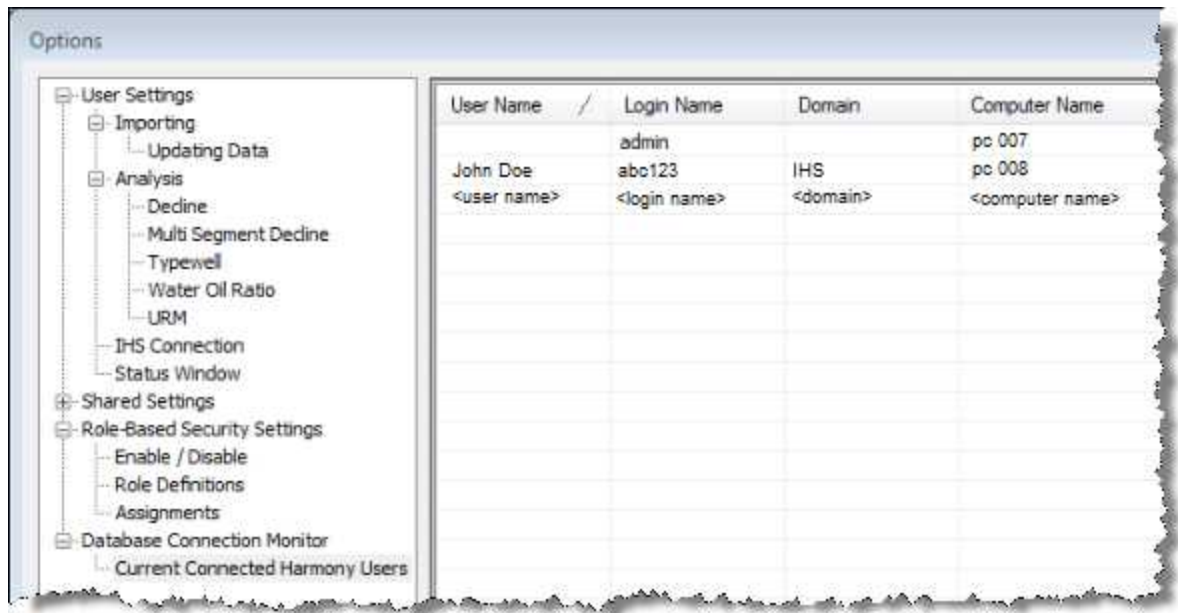 Options
User Settings
Importing
Updating Data
Analysis
Decline
Multi Segment Decline
Typewell
Water Oil Ratio
URM
IHS Connection
Status Window
Shared Settings
Role-Based Security Settings
Enable / Disable
Role Definitions
Assignments
Database Connection Monitor
Current Connected Harmony Users
User Name Login Name Domain Computer Name
admin pc 007
John Doe abc123 IHS pc 008
<user name> <login name> <domain> <computer name>